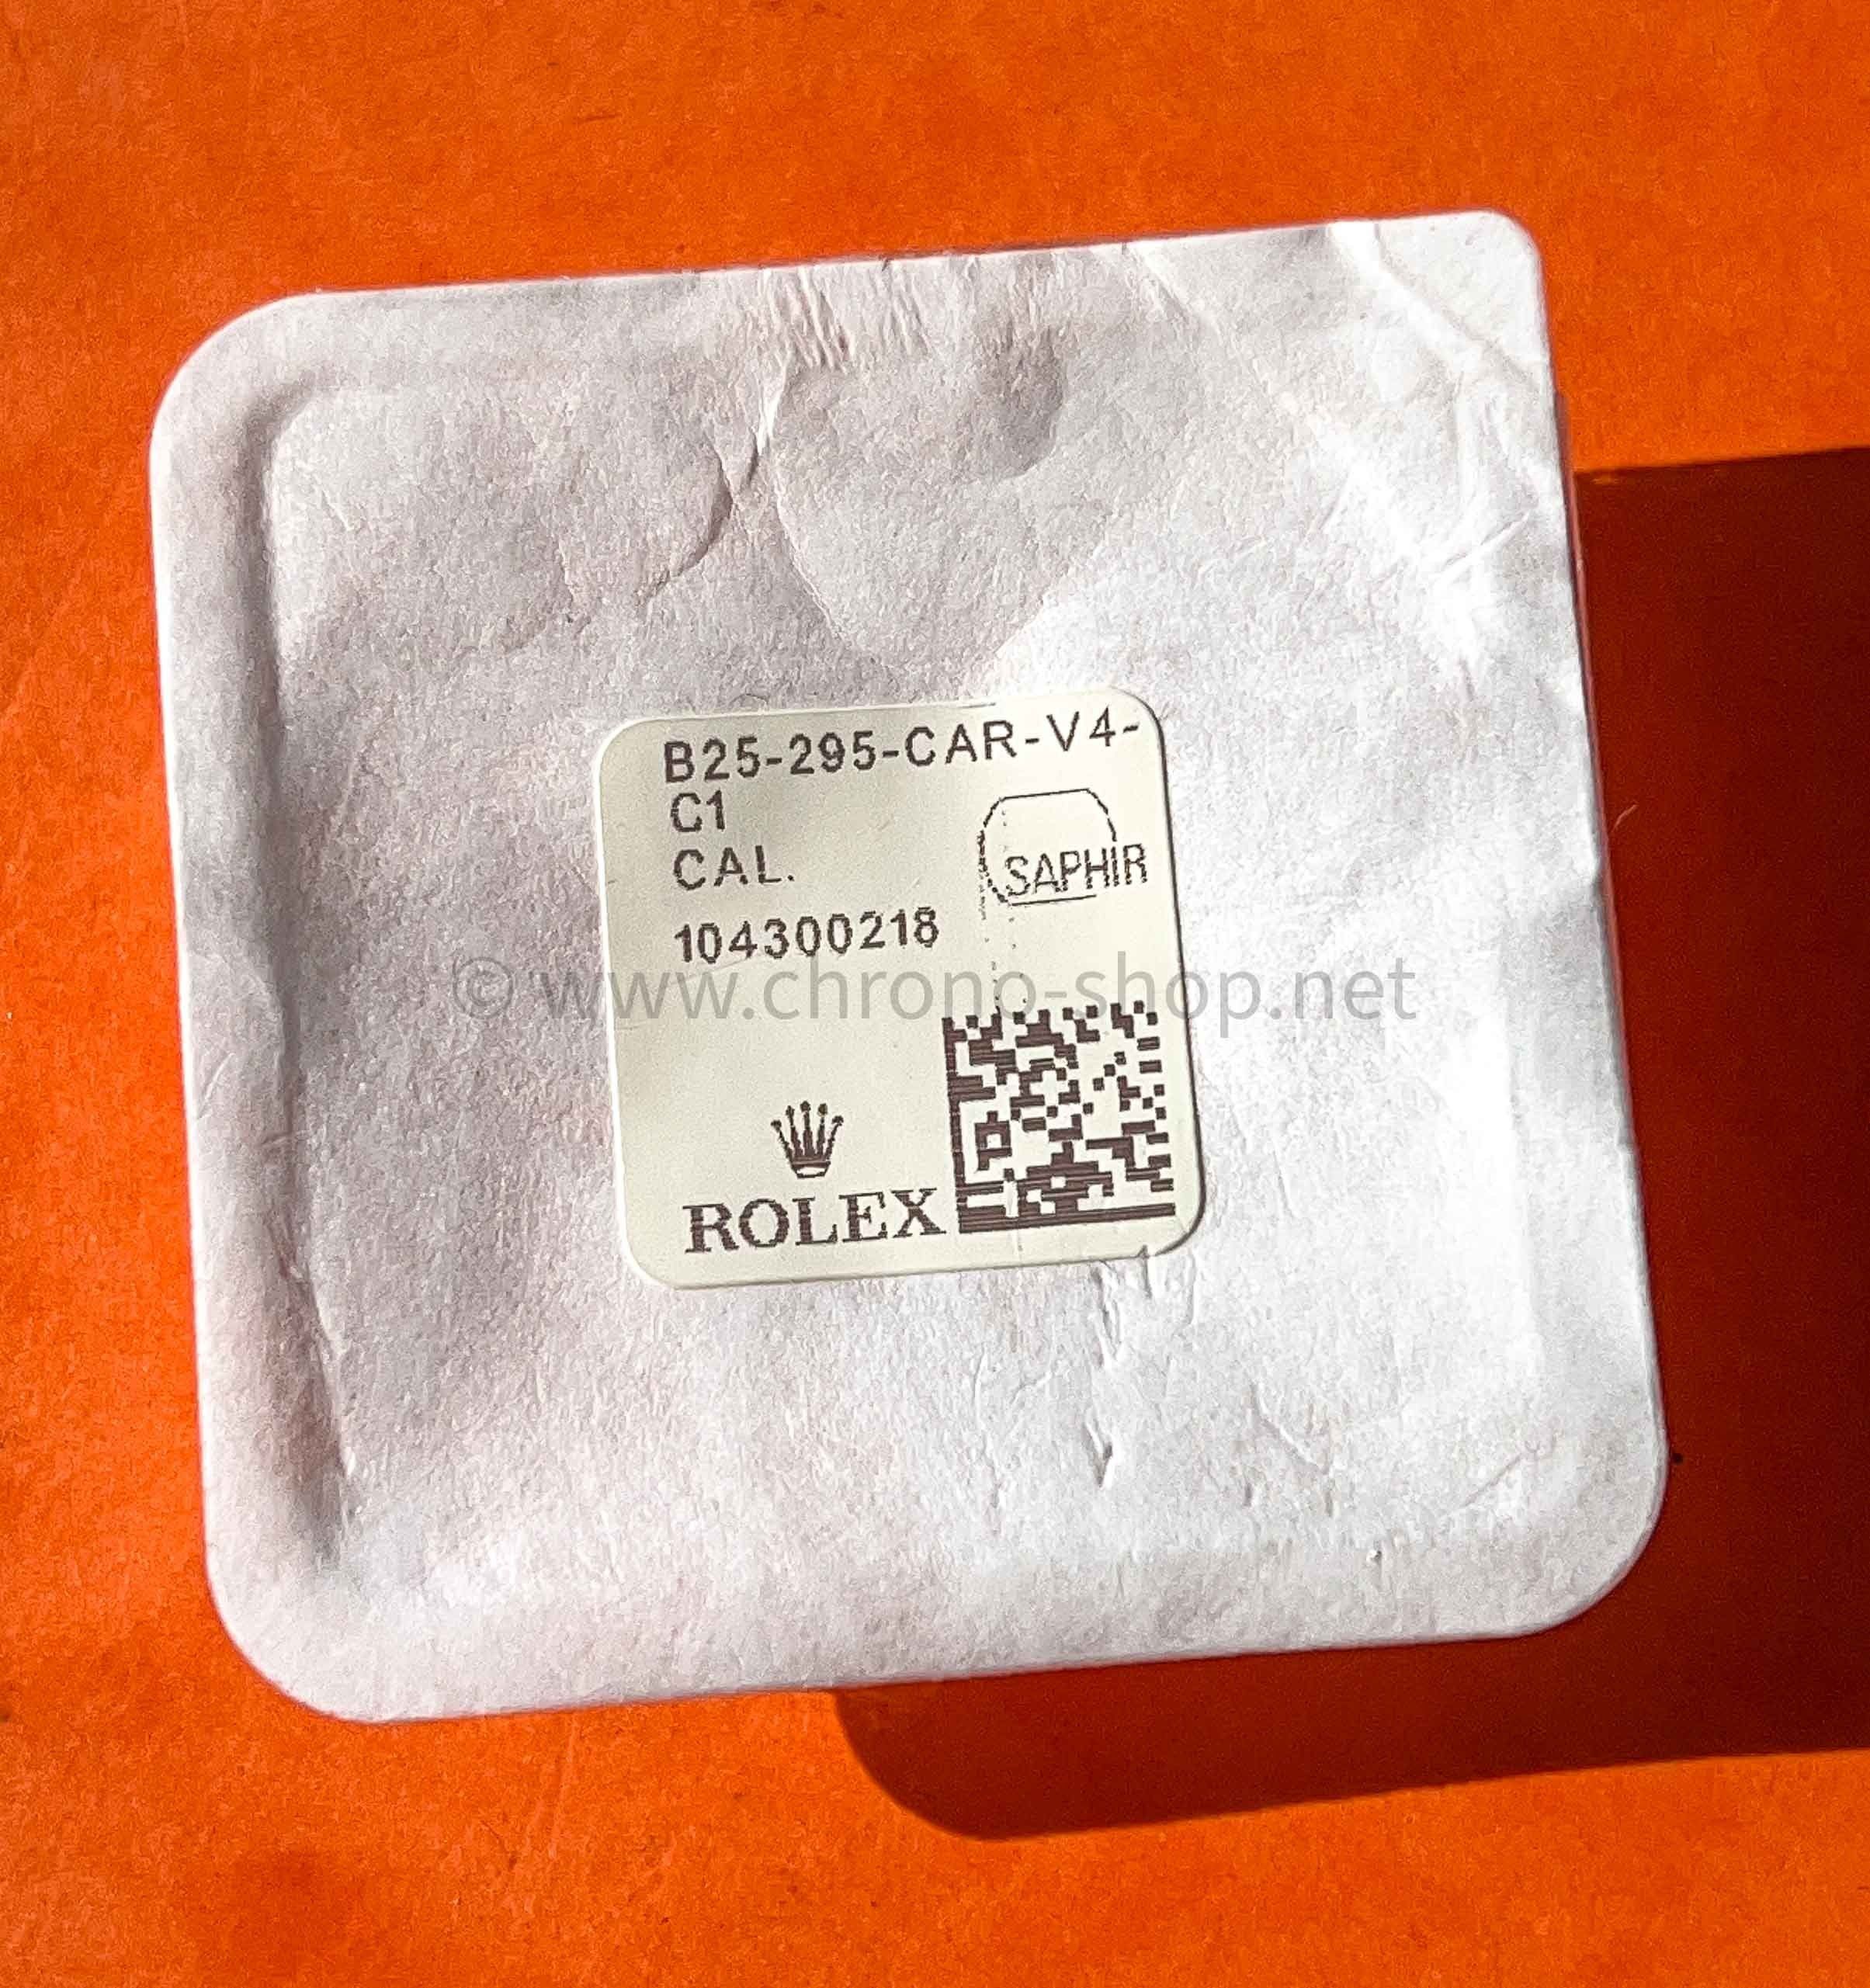 B25-295-CAR-V4-
C1
CAL.
SAPHIR
104300218
© www.chrono-shop.net
ROLEX